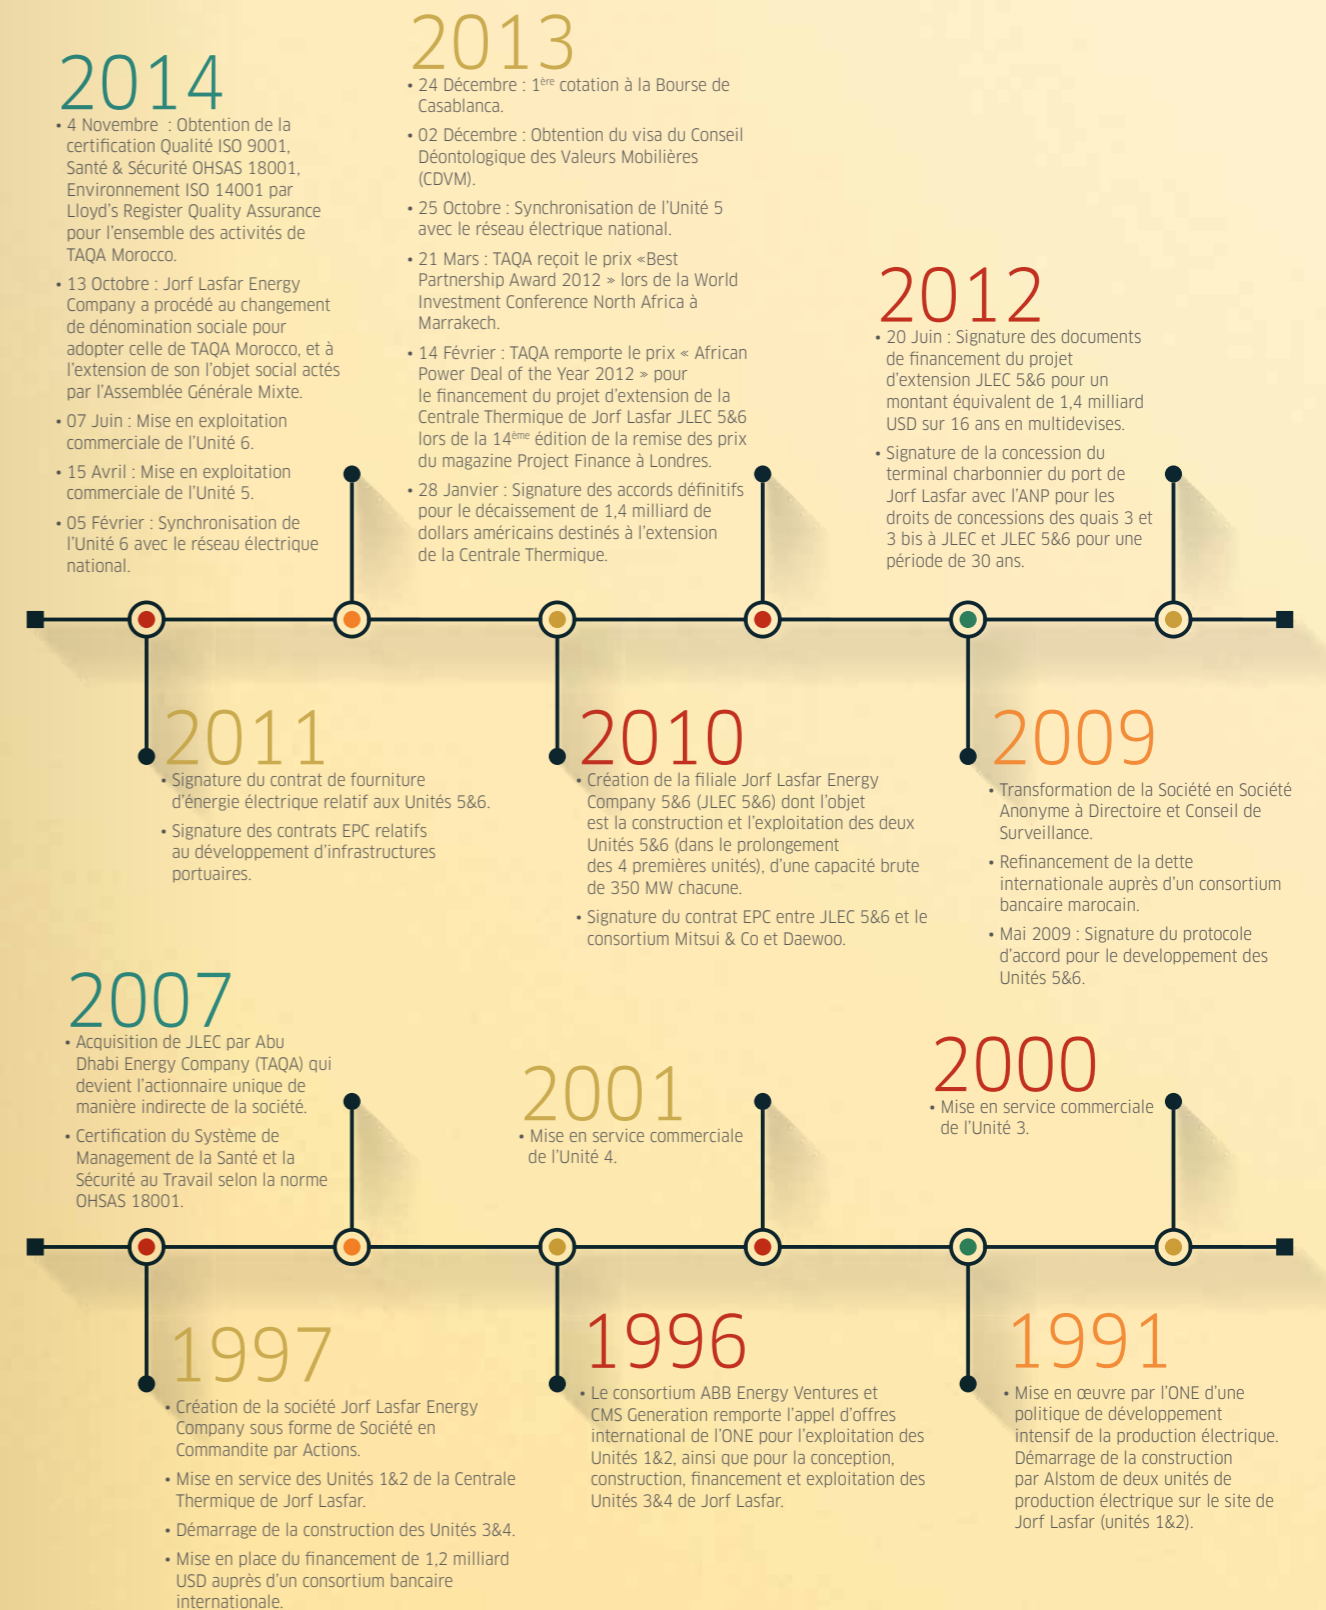 2014
• 4 Novembre : Obtention de la
certification Qualité ISO 9001,
Santé & Sécurité OHSAS 18001,
Environnement ISO 14001 par
Lloyd's Register Quality Assurance
pour l'ensemble des activités de
TAQA Morocco.
• 13 Octobre : Jorf Lasfar Energy
Company a procédé au changement
de dénomination sociale pour
adopter celle de TAQA Morocco, et à
l'extension de son l'objet social actés
par l'Assemblée Générale Mixte.
• 07 Juin : Mise en exploitation
commerciale de l'Unité 6.
• 15 Avril : Mise en exploitation
commerciale de l'Unité 5.
• 05 Février : Synchronisation de
l'Unité 6 avec le réseau électrique
national.
2013
• 24 Décembre : 1ère cotation à la Bourse de
Casablanca.
• 02 Décembre : Obtention du visa du Conseil
Déontologique des Valeurs Mobilières
(CDVM).
• 25 Octobre : Synchronisation de l'Unité 5
avec le réseau électrique national.
• 21 Mars : TAQA reçoit le prix «Best
Partnership Award 2012 » lors de la World
Investment Conference North Africa à
Marrakech.
• 14 Février : TAQA remporte le prix « African
Power Deal of the Year 2012 » pour
le financement du projet d'extension de la
Centrale Thermique de Jorf Lasfar JLEC 5&6
lors de la 14ème édition de la remise des prix
du magazine Project Finance à Londres.
• 28 Janvier : Signature des accords définitifs
pour le décaissement de 1,4 milliard de
dollars américains destinés à l'extension
de la Centrale Thermique.
2012
• 20 Juin : Signature des documents
de financement du projet
d'extension JLEC 5&6 pour un
montant équivalent de 1,4 milliard
USD sur 16 ans en multidevises.
• Signature de la concession du
terminal charbonnier du port de
Jorf Lasfar avec l'ANP pour les
droits de concessions des quais 3 et
3 bis à JLEC et JLEC 5&6 pour une
période de 30 ans.
2011
• Signature du contrat de fourniture
d'énergie électrique relatif aux Unités 5&6.
• Signature des contrats EPC relatifs
au développement d'infrastructures
portuaires.
2010
• Création de la filiale Jorf Lasfar Energy
Company 5&6 (JLEC 5&6) dont l'objet
est la construction et l'exploitation des deux
Unités 5&6 (dans le prolongement
des 4 premières unités), d'une capacité brute
de 350 MW chacune.
• Signature du contrat EPC entre JLEC 5&6 et le
consortium Mitsui & Co et Daewoo.
2009
• Transformation de la Société en Société
Anonyme à Directoire et Conseil de
Surveillance.
• Refinancement de la dette
internationale auprès d'un consortium
bancaire marocain.
• Mai 2009 : Signature du protocole
d'accord pour le developpement des
Unités 5&6.
2007
• Acquisition de JLEC par Abu
Dhabi Energy Company (TAQA) qui
devient l'actionnaire unique de
manière indirecte de la société.
• Certification du Système de
Management de la Santé et la
Sécurité au Travail selon la norme
OHSAS 18001.
2001
• Mise en service commerciale
de l'Unité 4.
2000
• Mise en service commerciale
de l'Unité 3.
1997
• Création de la société Jorf Lasfar Energy
Company sous forme de Société en
Commandite par Actions.
• Mise en service des Unités 1&2 de la Centrale
Thermique de Jorf Lasfar.
• Démarrage de la construction des Unités 3&4.
• Mise en place du financement de 1,2 milliard
USD auprès d'un consortium bancaire
internationale.
1996
• Le consortium ABB Energy Ventures et
CMS Generation remporte l'appel d'offres
international de l'ONE pour l'exploitation des
Unités 1&2, ainsi que pour la conception,
construction, financement et exploitation des
Unités 3&4 de Jorf Lasfar.
1991
• Mise en œuvre par l'ONE d'une
politique de développement
intensif de la production électrique.
Démarrage de la construction
par Alstom de deux unités de
production électrique sur le site de
Jorf Lasfar (unités 1&2).